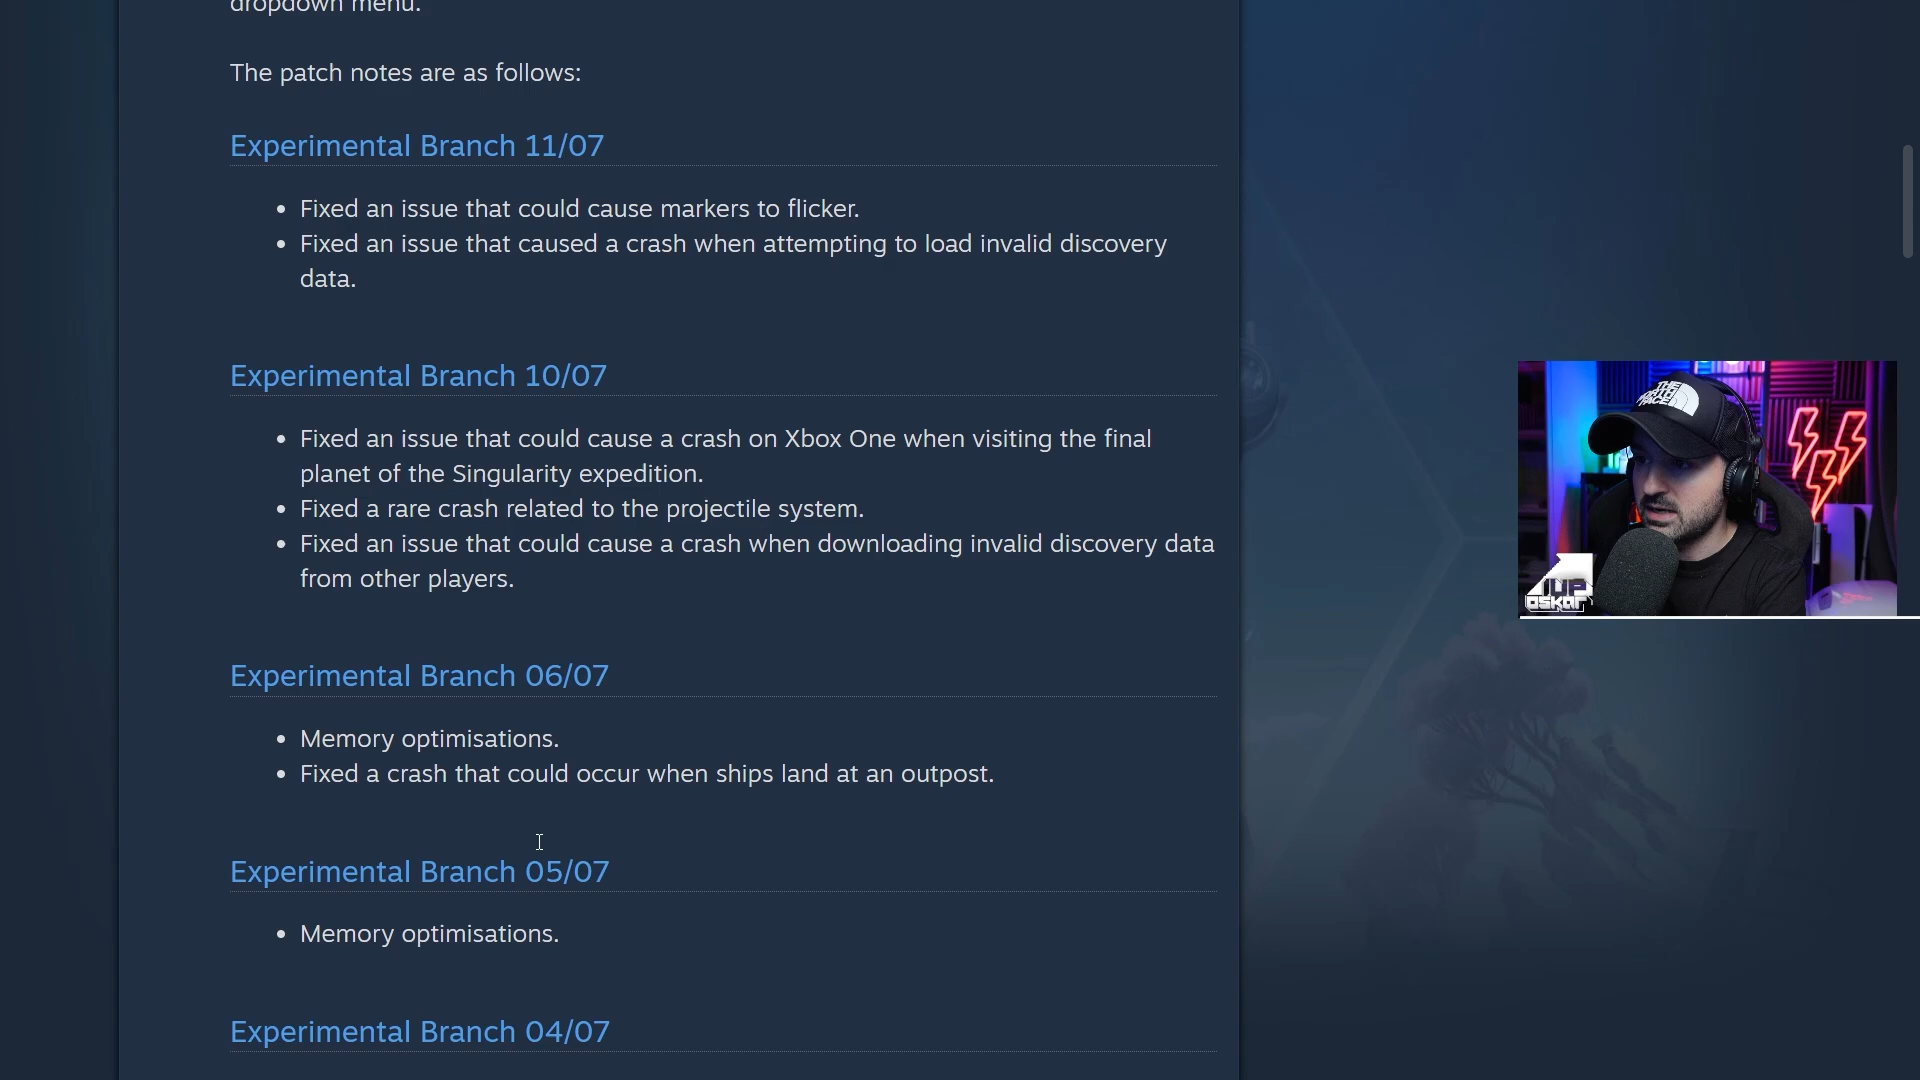 dropdown menu.
The patch notes are as follows:
Experimental Branch 11/07
Fixed an issue that could cause markers to flicker.
Fixed an issue that caused a crash when attempting to load invalid discovery
data.
Experimental Branch 10/07
Fixed an issue that could cause a crash on Xbox One when visiting the final
planet of the Singularity expedition.
Fixed a rare crash related to the projectile system.
Fixed an issue that could cause a crash when downloading invalid discovery data
from other players.
Experimental Branch 06/07
Memory optimisations.
Fixed a crash that could occur when ships land at an outpost.
Experimental Branch 05/07
Memory optimisations.
Experimental Branch 04/07
THE
NORTH
FACE
1UP
OSKAR